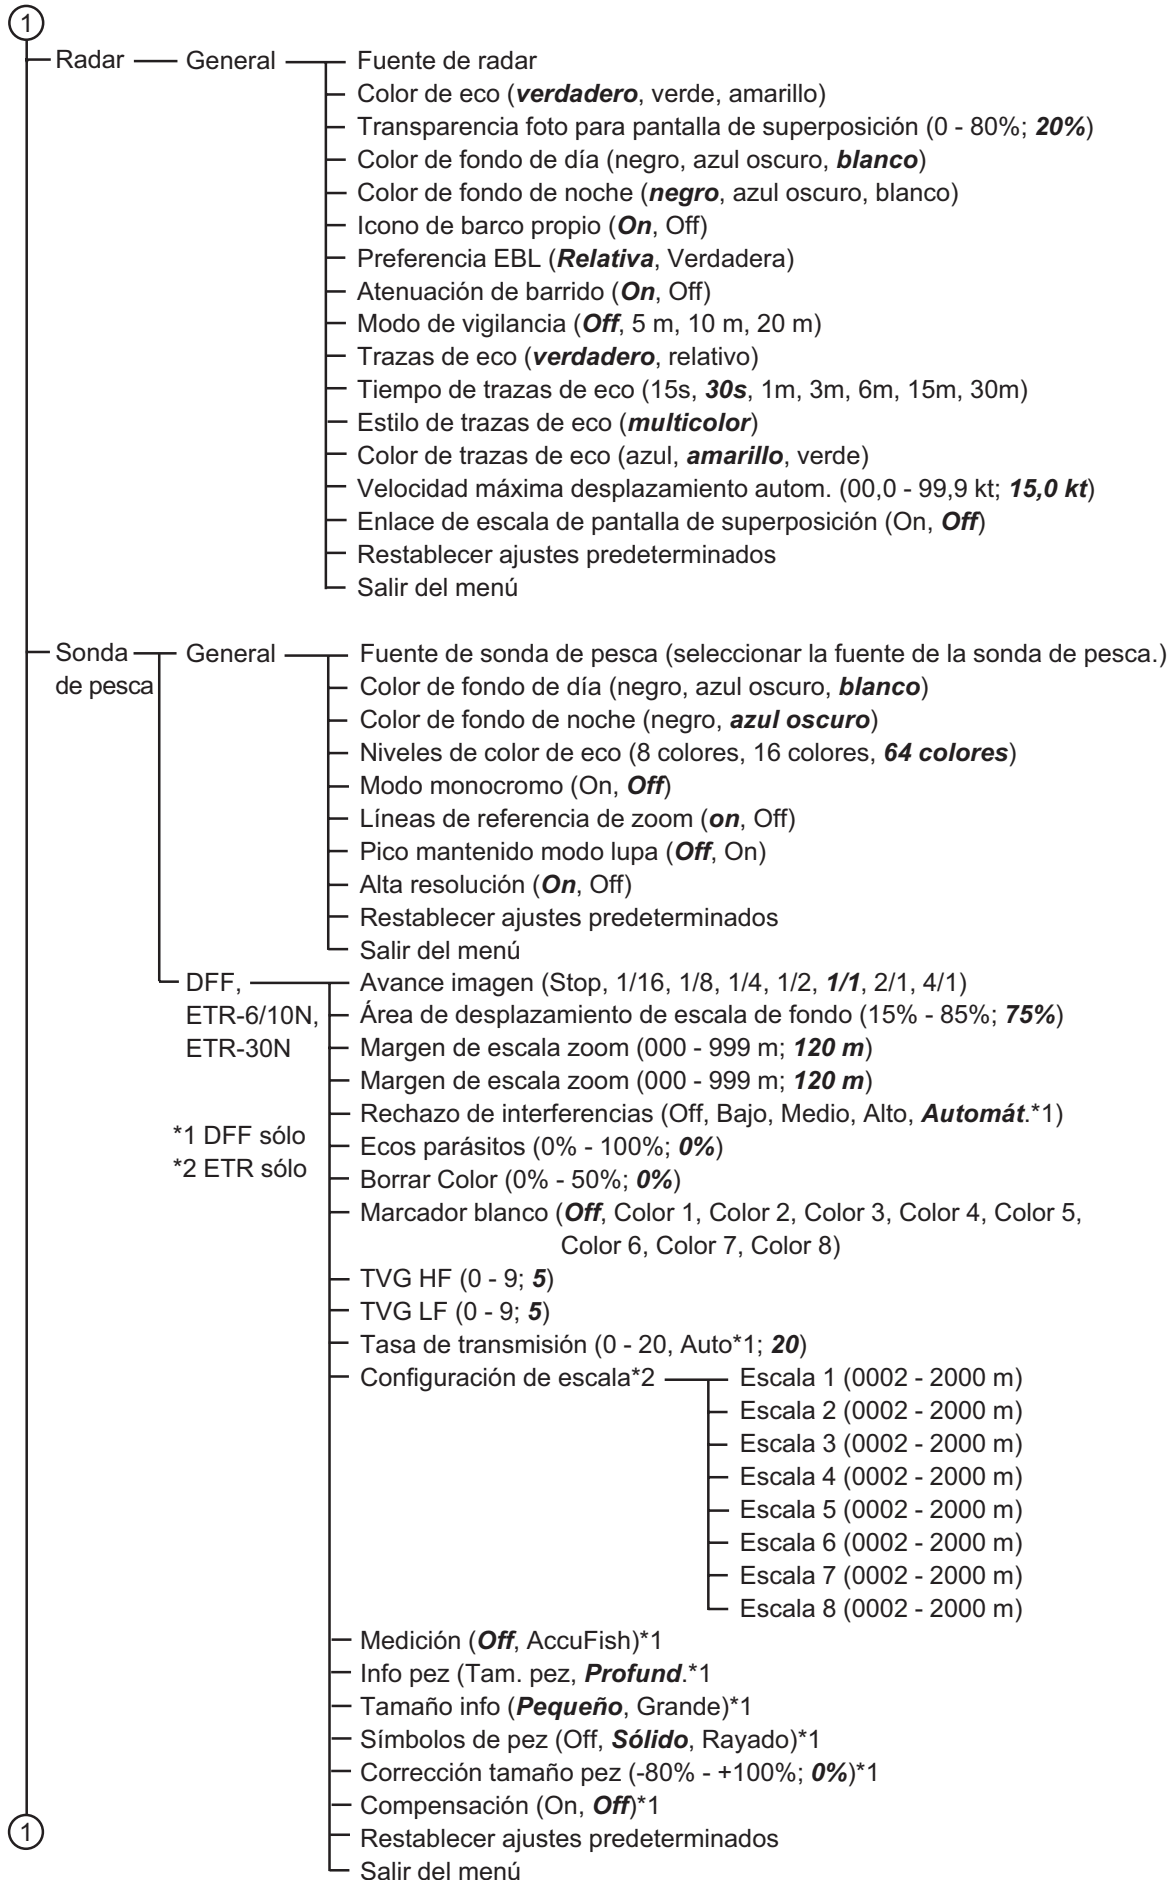 1
Radar General Fuente de radar
Color de eco (verdadero, verde, amarillo)
Transparencia foto para pantalla de superposición (0 - 80%; 20%)
Color de fondo de día (negro, azul oscuro, blanco)
Color de fondo de noche (negro, azul oscuro, blanco)
Icono de barco propio (On, Off)
Preferencia EBL (Relativa, Verdadera)
Atenuación de barrido (On, Off)
Modo de vigilancia (Off, 5 m, 10 m, 20 m)
Trazas de eco (verdadero, relativo)
Tiempo de trazas de eco (15s, 30s, 1m, 3m, 6m, 15m, 30m)
Estilo de trazas de eco (multicolor)
Color de trazas de eco (azul, amarillo, verde)
Velocidad máxima desplazamiento autom. (00,0 - 99,9 kt; 15,0 kt)
Enlace de escala de pantalla de superposición (On, Off)
Restablecer ajustes predeterminados
Salir del menú
Sonda General Fuente de sonda de pesca (seleccionar la fuente de la sonda de pesca.)
de pesca Color de fondo de día (negro, azul oscuro, blanco)
Color de fondo de noche (negro, azul oscuro)
Niveles de color de eco (8 colores, 16 colores, 64 colores)
Modo monocromo (On, Off)
Líneas de referencia de zoom (on, Off)
Pico mantenido modo lupa (Off, On)
Alta resolución (On, Off)
Restablecer ajustes predeterminados
Salir del menú
DFF, Avance imagen (Stop, 1/16, 1/8, 1/4, 1/2, 1/1, 2/1, 4/1)
ETR-6/10N, Área de desplazamiento de escala de fondo (15% - 85%; 75%)
ETR-30N Margen de escala zoom (000 - 999 m; 120 m)
Margen de escala zoom (000 - 999 m; 120 m)
Rechazo de interferencias (Off, Bajo, Medio, Alto, Automát.*1)
*1 DFF sólo
Ecos parásitos (0% - 100%; 0%)
*2 ETR sólo
Borrar Color (0% - 50%; 0%)
Marcador blanco (Off, Color 1, Color 2, Color 3, Color 4, Color 5,
Color 6, Color 7, Color 8)
TVG HF (0 - 9; 5)
TVG LF (0 - 9; 5)
Tasa de transmisión (0 - 20, Auto*1; 20)
Configuración de escala*2 Escala 1 (0002 - 2000 m)
Escala 2 (0002 - 2000 m)
Escala 3 (0002 - 2000 m)
Escala 4 (0002 - 2000 m)
Escala 5 (0002 - 2000 m)
Escala 6 (0002 - 2000 m)
Escala 7 (0002 - 2000 m)
Escala 8 (0002 - 2000 m)
Medición (Off, AccuFish)*1
Info pez (Tam. pez, Profund.*1
Tamaño info (Pequeño, Grande)*1
Símbolos de pez (Off, Sólido, Rayado)*1
Corrección tamaño pez (-80% - +100%; 0%)*1
Compensación (On, Off)*1
1
Restablecer ajustes predeterminados
Salir del menú